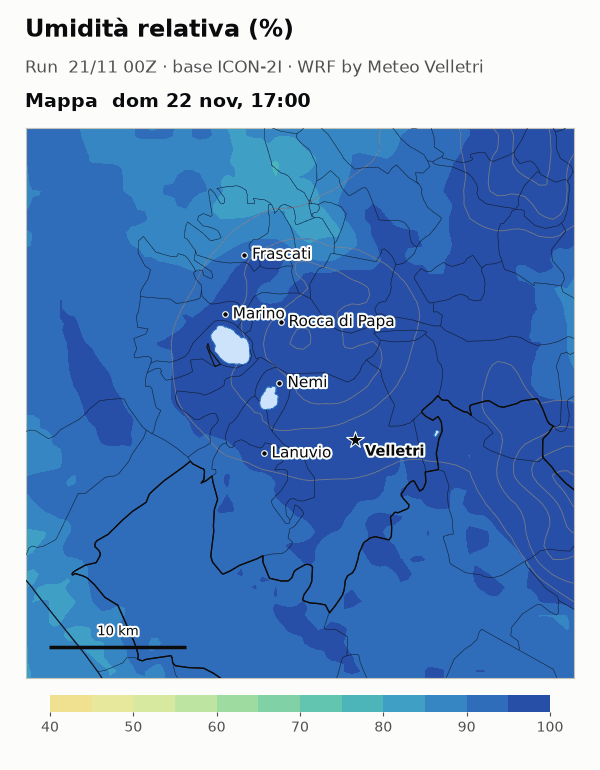 Umidità relativa (%)
Run  21/11 00Z · base ICON-2I · WRF by Meteo Velletri
Mappa  dom 22 nov, 17:00
Frascati
Marino
Rocca di Papa
Nemi
Velletri
Lanuvio
10 km
40 50 60 70 80 90 100